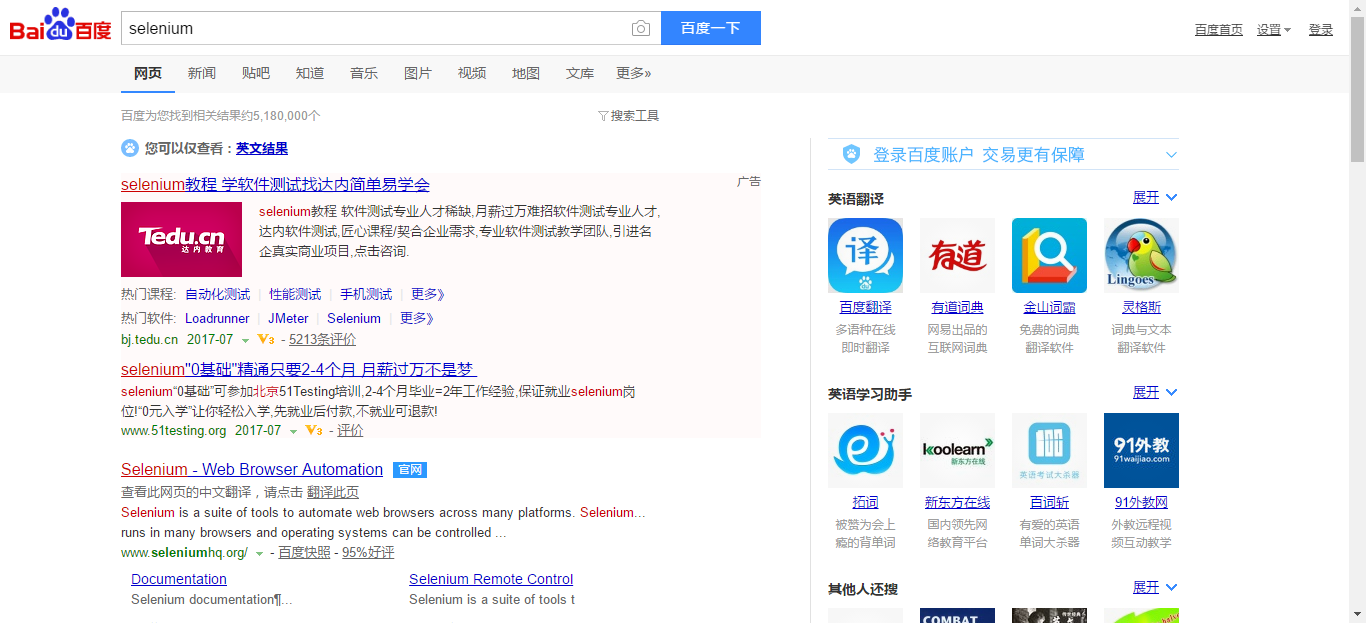 Bai du 百度
selenium
百度一下
百度首页 设置 登录
网页 新闻 贴吧 知道 音乐 图片 视频 地图 文库 更多»
百度为您找到相关结果约5,180,000个
搜索工具
您可以仅查看：英文结果
selenium教程 学软件测试找达内简单易学会
广告
Tedu.cn
达内教育
selenium教程 软件测试专业人才稀缺,月薪过万难招软件测试专业人才,
达内软件测试,匠心课程/契合企业需求,专业软件测试教学团队,引进名
企真实商业项目,点击咨询.
热门课程: 自动化测试 | 性能测试 | 手机测试 | 更多》
热门软件: Loadrunner | JMeter | Selenium | 更多》
bj.tedu.cn 2017-07 V3 - 5213条评价
selenium"0基础"精通只要2-4个月 月薪过万不是梦
selenium“0基础”可参加北京51Testing培训,2-4个月毕业=2年工作经验,保证就业selenium岗
位!“0元入学”让你轻松入学,先就业后付款,不就业可退款!
www.51testing.org 2017-07 V3 - 评价
Selenium - Web Browser Automation 官网
查看此网页的中文翻译，请点击 翻译此页
Selenium is a suite of tools to automate web browsers across many platforms. Selenium...
runs in many browsers and operating systems can be controlled ...
www.seleniumhq.org/ - 百度快照 - 95%好评
Documentation
Selenium documentation¶...
Selenium Remote Control
Selenium is a suite of tools t
登录百度账户 交易更有保障
英语翻译 展开
译
有道
Lingoes
百度翻译 有道词典 金山词霸 灵格斯
多语种在线 网易出品的 免费的词典 词典与文本
即时翻译 互联网词典 翻译软件 翻译软件
英语学习助手 展开
koolearn
新东方在线
英语考试大杀器
91外教
91waijiao.com
拓词 新东方在线 百词斩 91外教网
被赞为会上 国内领先网 有爱的英语 外教远程视
瘾的背单词 络教育平台 单词大杀器 频互动教学
其他人还搜 展开
COMBAT